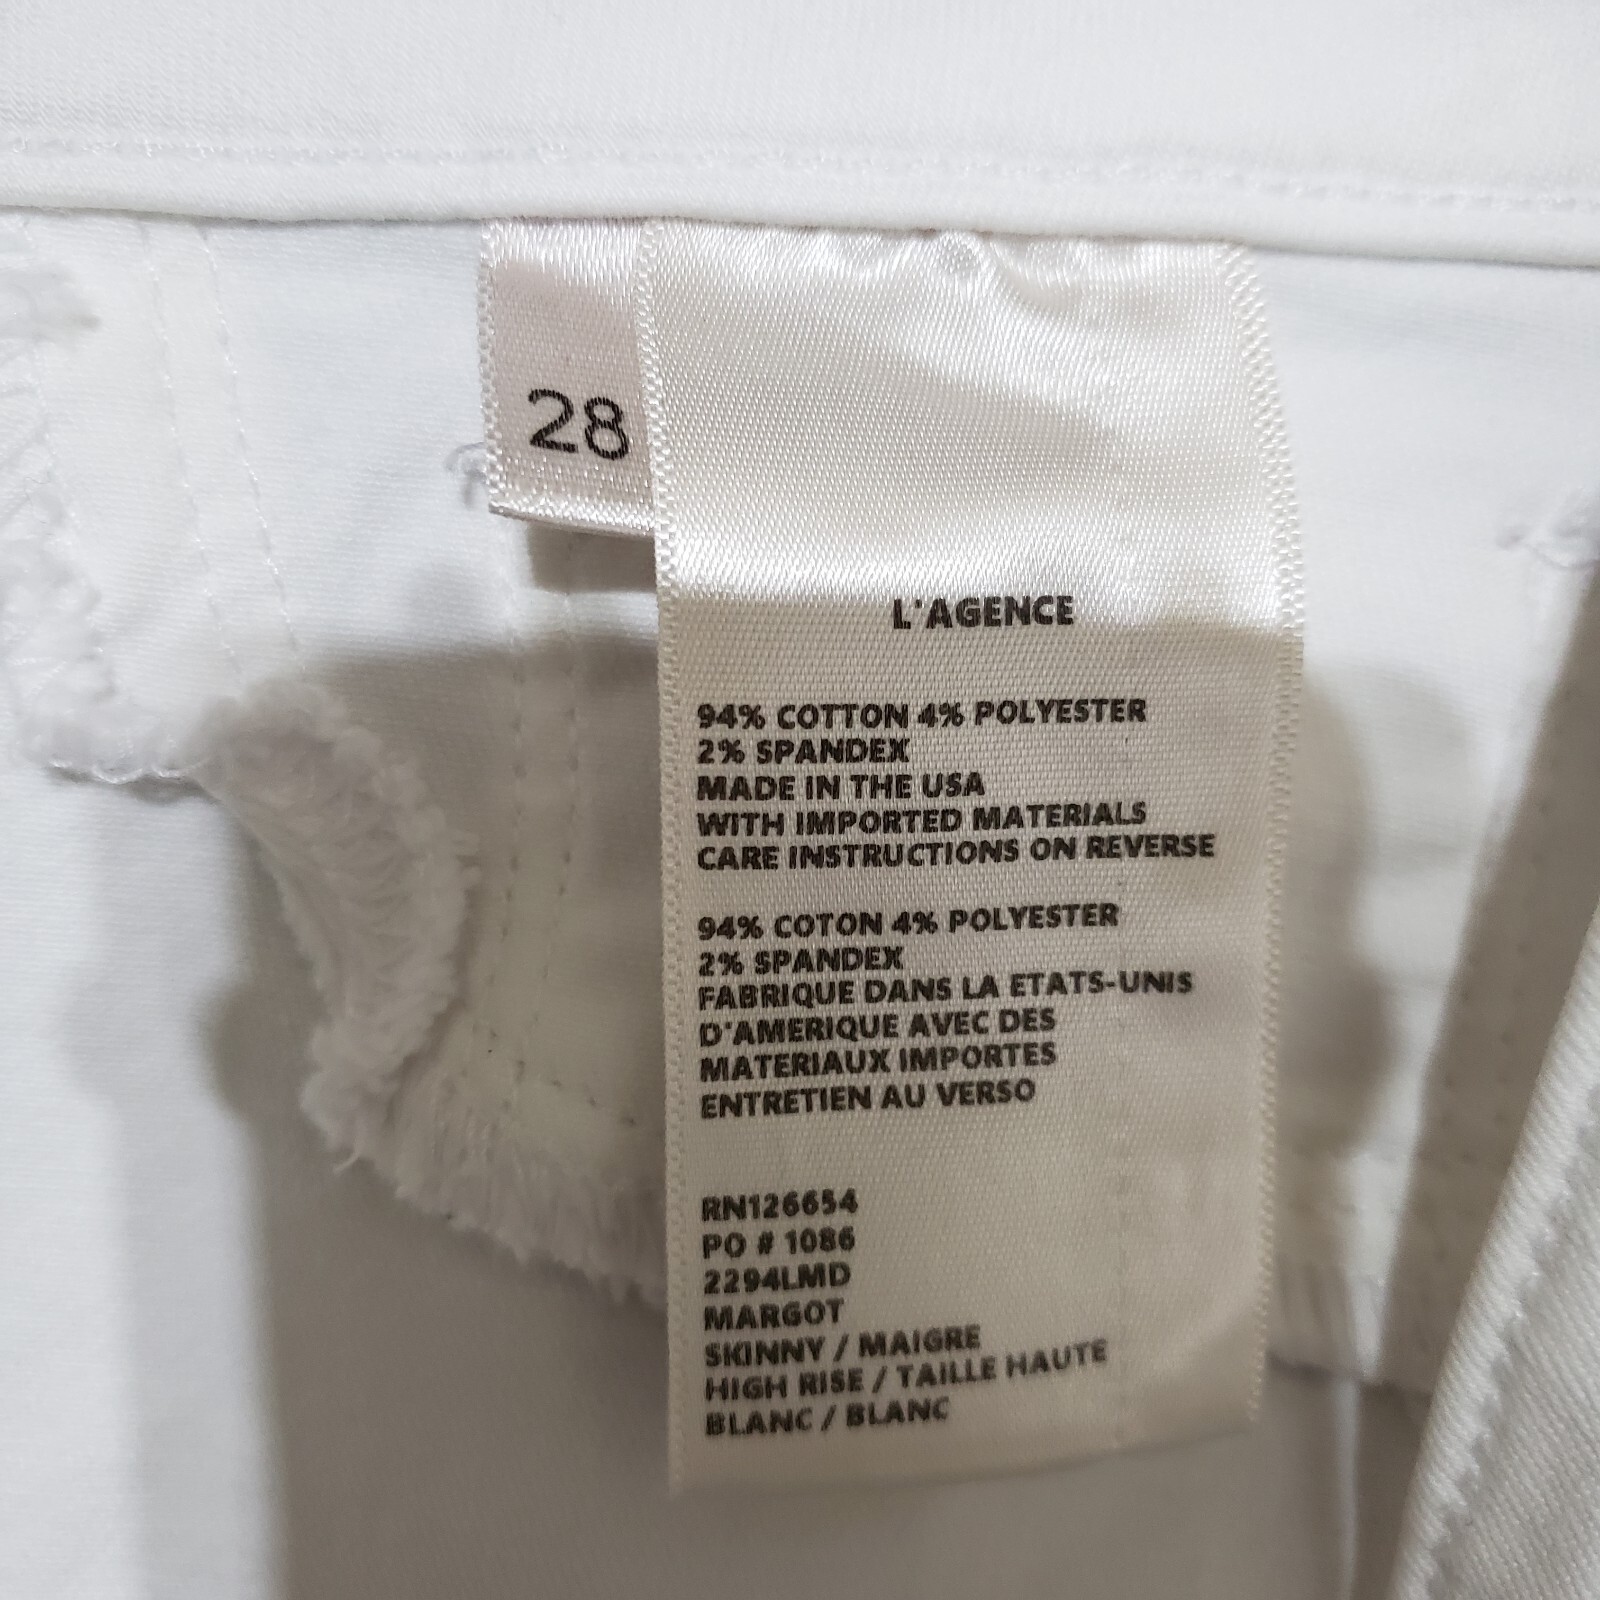 28
L'AGENCE
94% COTTON 4% POLYESTER
2% SPANDEX
MADE IN THE USA
WITH IMPORTED MATERIALS
CARE INSTRUCTIONS ON REVERSE
94% COTON 4% POLYESTER
2% SPANDEX
FABRIQUE DANS LA ETATS-UNIS
D'AMERIQUE AVEC DES
MATERIAUX IMPORTES
ENTRETIEN AU VERSO
RN126654
PO # 1086
2294LMD
MARGOT
SKINNY / MAIGRE
HIGH RISE / TAILLE HAUTE
BLANC / BLANC